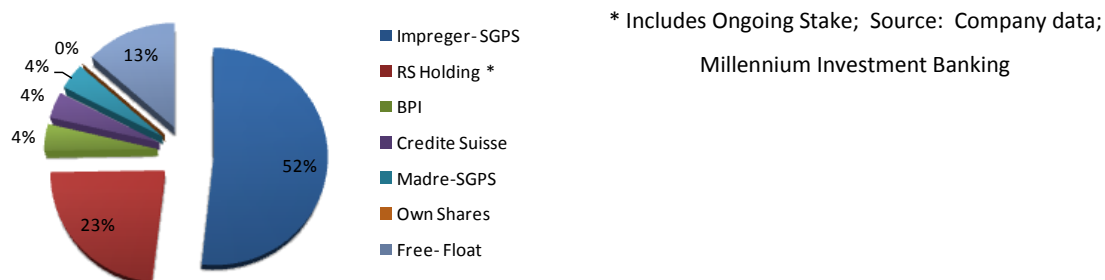 13%
0%
4%
4%
4%
23%
52%
Impreger- SGPS
RS Holding *
BPI
Credite Suisse
Madre-SGPS
Own Shares
Free- Float
* Includes Ongoing Stake; Source: Company data;
Millennium Investment Banking